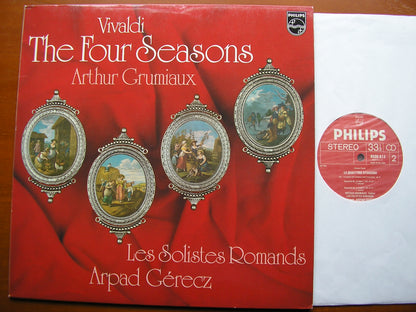 Vivaldi
PHILIPS
The Four Seasons
Arthur Grumiaux
Les Solistes Romands
Arpad Gérecz
PHILIPS
STEREO 33⅓
2